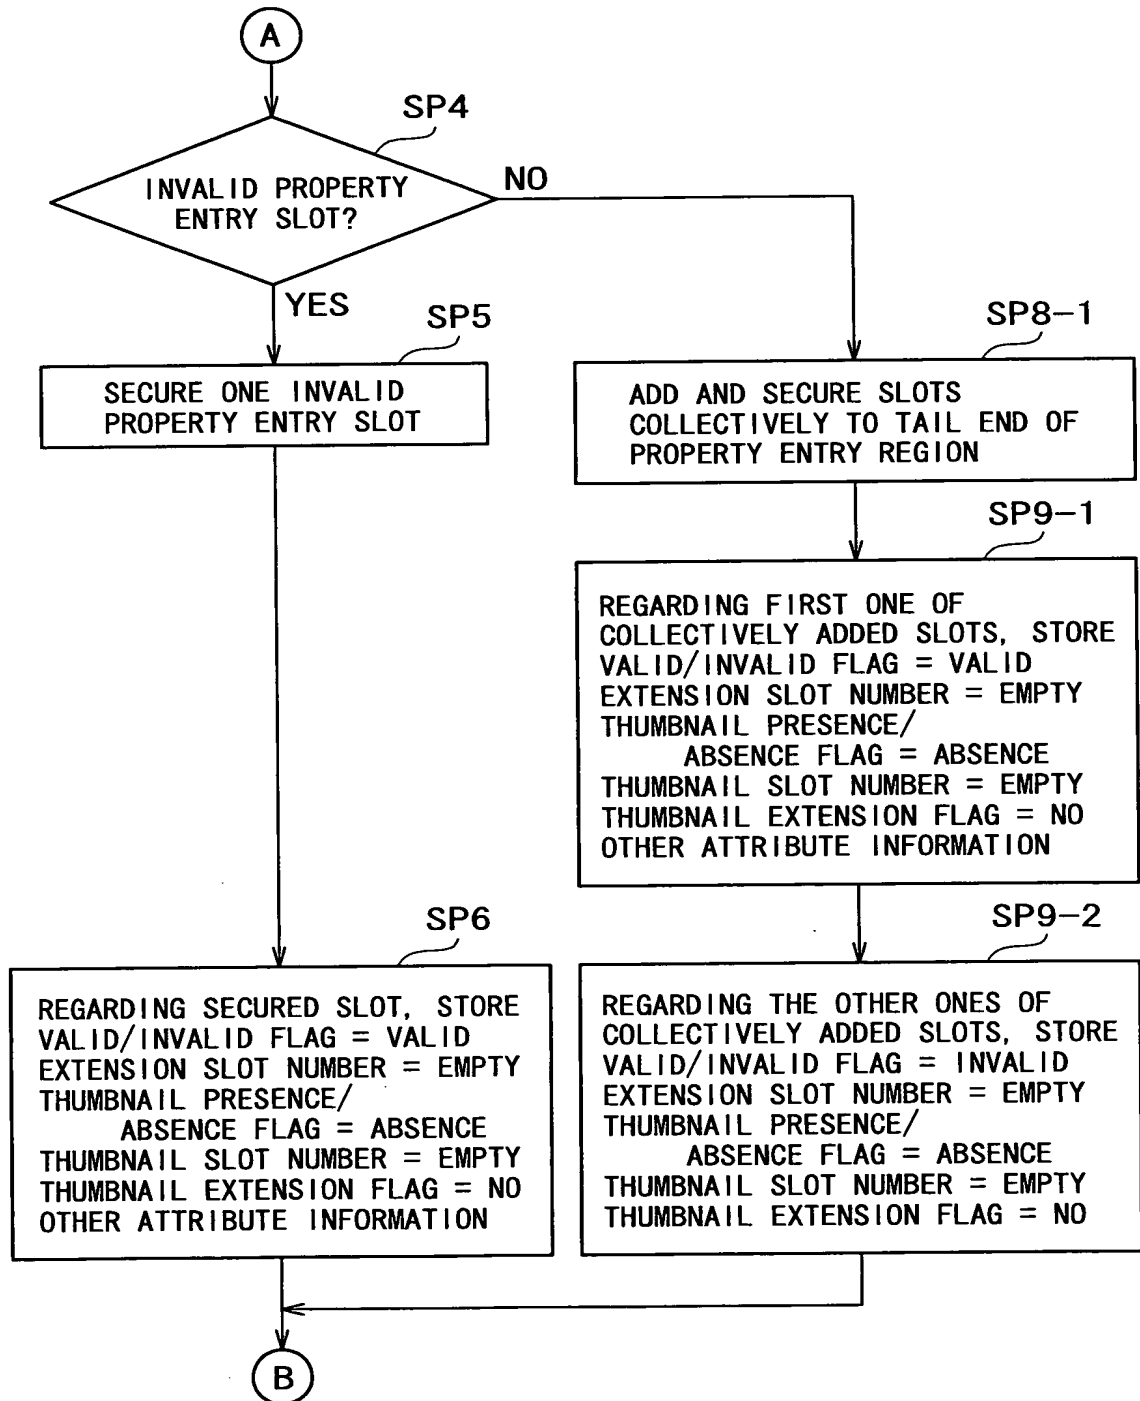 A
SP4
INVALID PROPERTY
ENTRY SLOT?
NO
YES
SP5
SECURE ONE INVALID
PROPERTY ENTRY SLOT
SP8-1
ADD AND SECURE SLOTS
COLLECTIVELY TO TAIL END OF
PROPERTY ENTRY REGION
SP9-1
REGARDING FIRST ONE OF
COLLECTIVELY ADDED SLOTS, STORE
VALID/INVALID FLAG = VALID
EXTENSION SLOT NUMBER = EMPTY
THUMBNAIL PRESENCE/
ABSENCE FLAG = ABSENCE
THUMBNAIL SLOT NUMBER = EMPTY
THUMBNAIL EXTENSION FLAG = NO
OTHER ATTRIBUTE INFORMATION
SP6
REGARDING SECURED SLOT, STORE
VALID/INVALID FLAG = VALID
EXTENSION SLOT NUMBER = EMPTY
THUMBNAIL PRESENCE/
ABSENCE FLAG = ABSENCE
THUMBNAIL SLOT NUMBER = EMPTY
THUMBNAIL EXTENSION FLAG = NO
OTHER ATTRIBUTE INFORMATION
SP9-2
REGARDING THE OTHER ONES OF
COLLECTIVELY ADDED SLOTS, STORE
VALID/INVALID FLAG = INVALID
EXTENSION SLOT NUMBER = EMPTY
THUMBNAIL PRESENCE/
ABSENCE FLAG = ABSENCE
THUMBNAIL SLOT NUMBER = EMPTY
THUMBNAIL EXTENSION FLAG = NO
B